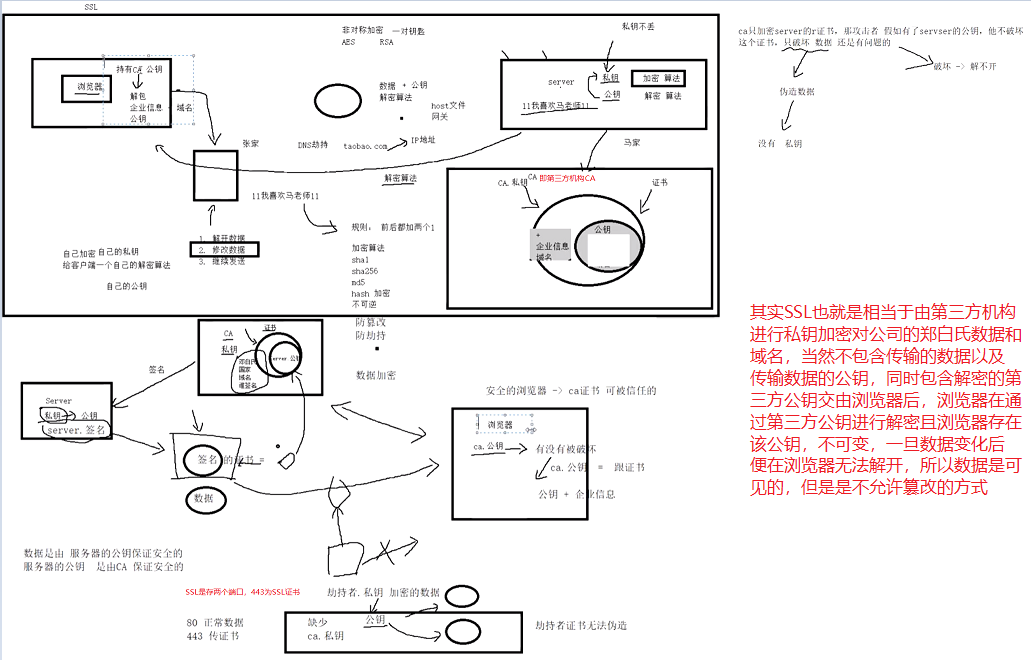 SSL
非对称加密 一对钥匙
AES RSA
私钥不丢
ca只加密server的r证书，那攻击者 假如有了servser的公钥，他不破坏
这个证书，只破坏 数据 还是有问题的
破坏 -> 解不开
伪造数据
没有 私钥
持有CA 公钥
浏览器
解包
企业信息 域名
公钥
数据 + 公钥
解密算法
host文件
网关
server
私钥
公钥
加密 算法
解密 算法
11我喜欢马老师11
张家
DNS劫持
taobao.com
IP地址
马家
解密算法
11我喜欢马老师11
CA.私钥
CA 即第三方机构CA
证书
公钥
+
企业信息
域名
规则， 前后都加两个1
加密算法
sha1
sha256
md5
hash 加密
不可逆
1. 解开数据
2. 修改数据
3. 继续发送
自己加密 自己的私钥
给客户端一个自己的解密算法
自己的公钥
防篡改
防劫持
数据加密
CA
私钥
证书
server 公钥
郑白氏
国家
域名
签名
Server
私钥 公钥
server.签名
签名 的证书 =
数据
安全的浏览器 -> ca证书 可被信任的
浏览器
ca.公钥
有没有被破坏
ca.公钥 = 跟证书
公钥 + 企业信息
其实SSL也就是相当于由第三方机构
进行私钥加密对公司的郑白氏数据和
域名，当然不包含传输的数据以及
传输数据的公钥，同时包含解密的第
三方公钥交由浏览器后，浏览器在通
过第三方公钥进行解密且浏览器存在
该公钥，不可变，一旦数据变化后
便在浏览器无法解开，所以数据是可
见的，但是是不允许篡改的方式
数据是由 服务器的公钥保证安全的
服务器的公钥 是由CA 保证安全的
SSL是存两个端口，443为SSL证书
80 正常数据
443 传证书
劫持者.私钥 加密的数据
缺少
ca.私钥
公钥
劫持者证书无法伪造